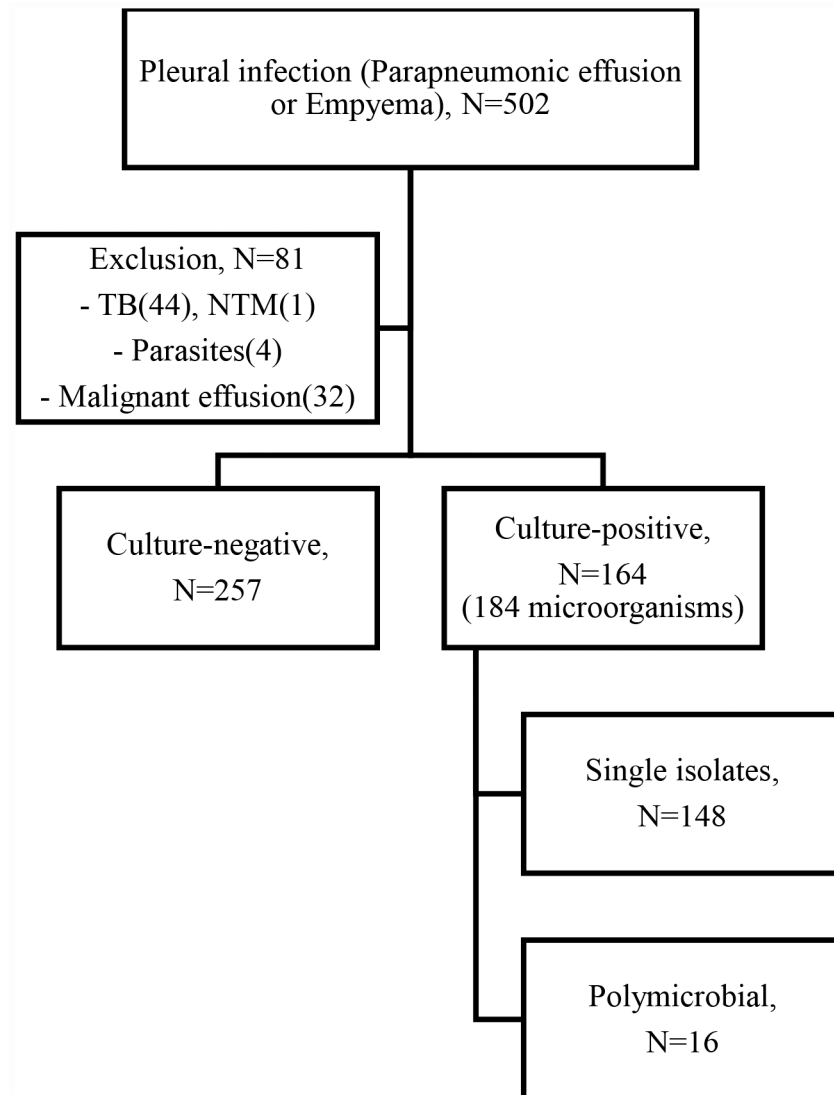 Pleural infection (Parapneumonic effusion
or Empyema), N=502
Exclusion, N=81
- TB(44), NTM(1)
- Parasites(4)
- Malignant effusion(32)
Culture-negative,
N=257
Culture-positive,
N=164
(184 microorganisms)
Single isolates,
N=148
Polymicrobial,
N=16